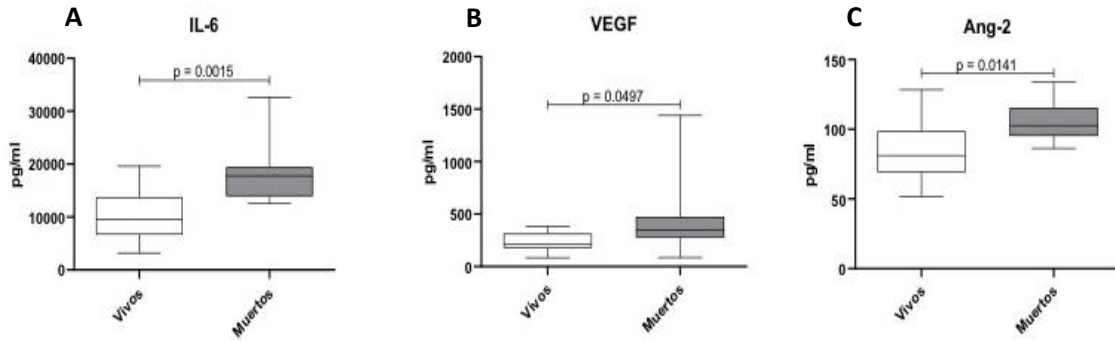 A
IL-6
40000
30000
20000
10000
0
pg/ml
p = 0.0015
Vivos
Muertos
B
VEGF
2000
1500
1000
500
0
pg/ml
p = 0.0497
Vivos
Muertos
C
Ang-2
150
100
50
0
pg/ml
p = 0.0141
Vivos
Muertos